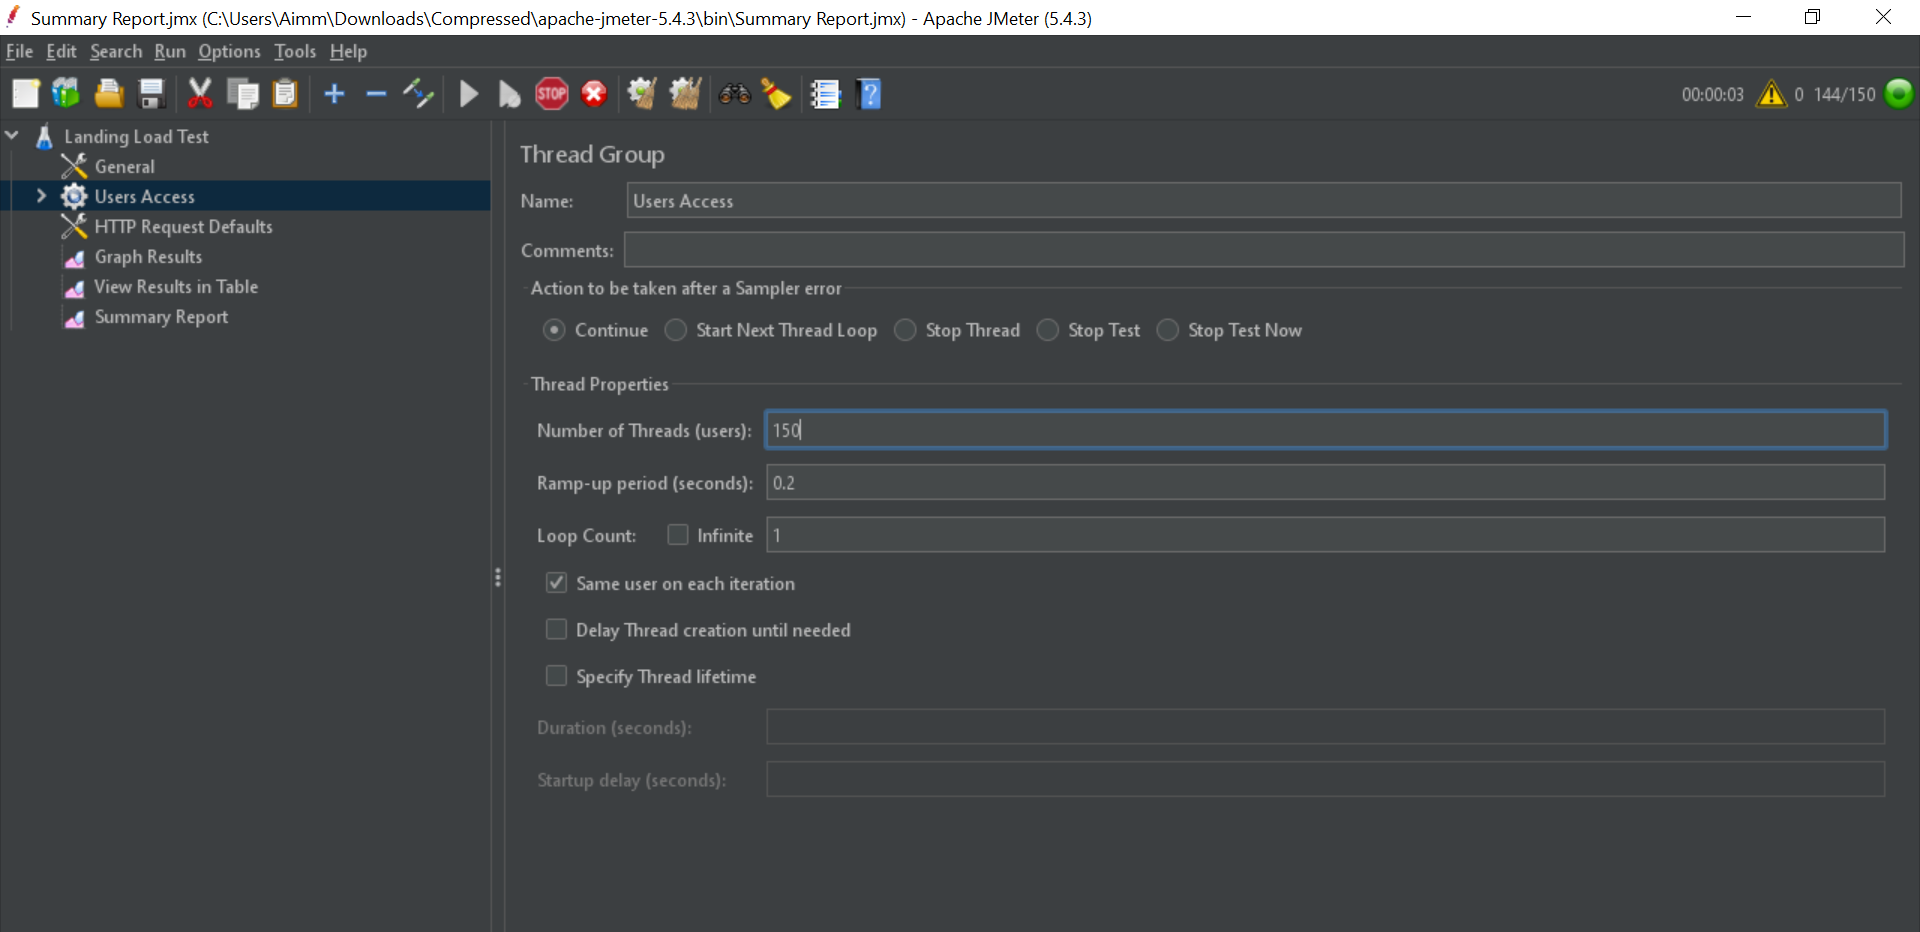 Summary Report.jmx (C:\Users\Aimm\Downloads\Compressed\apache-jmeter-5.4.3\bin\Summary Report.jmx) - Apache JMeter (5.4.3)
File Edit Search Run Options Tools Help
STOP ? 00:00:03 0 144/150
Landing Load Test
General
Users Access
HTTP Request Defaults
Graph Results
View Results in Table
Summary Report
Thread Group
Name: Users Access
Comments:
Action to be taken after a Sampler error
Continue Start Next Thread Loop Stop Thread Stop Test Stop Test Now
Thread Properties
Number of Threads (users): 150
Ramp-up period (seconds): 0.2
Loop Count: Infinite 1
Same user on each iteration
Delay Thread creation until needed
Specify Thread lifetime
Duration (seconds):
Startup delay (seconds):